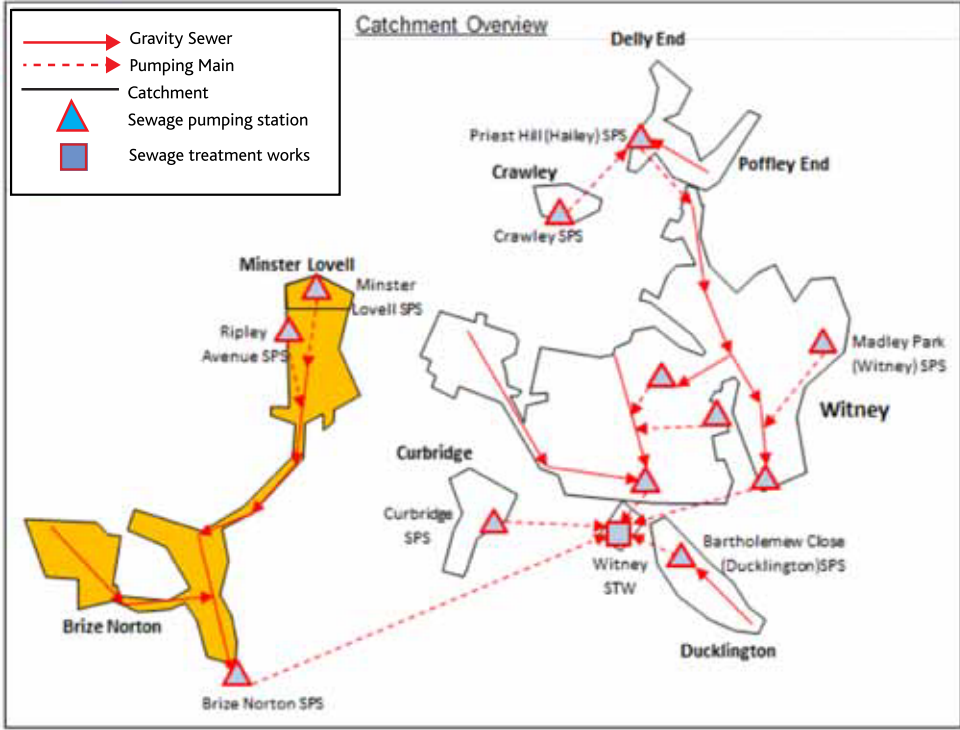 Catchment Overview
Gravity Sewer
Pumping Main
Catchment
Sewage pumping station
Sewage treatment works
Delly End
Priest Hill (Hailey) SPS
Poffley End
Crawley
Crawley SPS
Minster Lovell
Minster
Lovell SPS
Ripley
Avenue SPS
Madley Park
(Witney) SPS
Witney
Curbridge
Curbridge
SPS
Bartholemew Close
(Ducklington)SPS
Witney
STW
Brize Norton
Ducklington
Brize Norton SPS